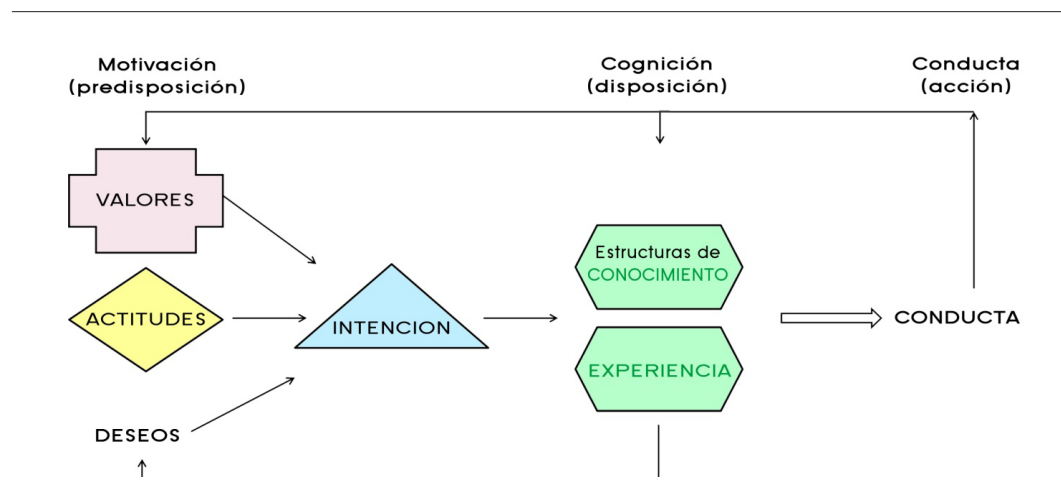 Motivación
(predisposición)
Cognición
(disposición)
Conducta
(acción)
VALORES
Estructuras de
CONOCIMIENTO
ACTITUDES
INTENCION
CONDUCTA
EXPERIENCIA
DESEOS